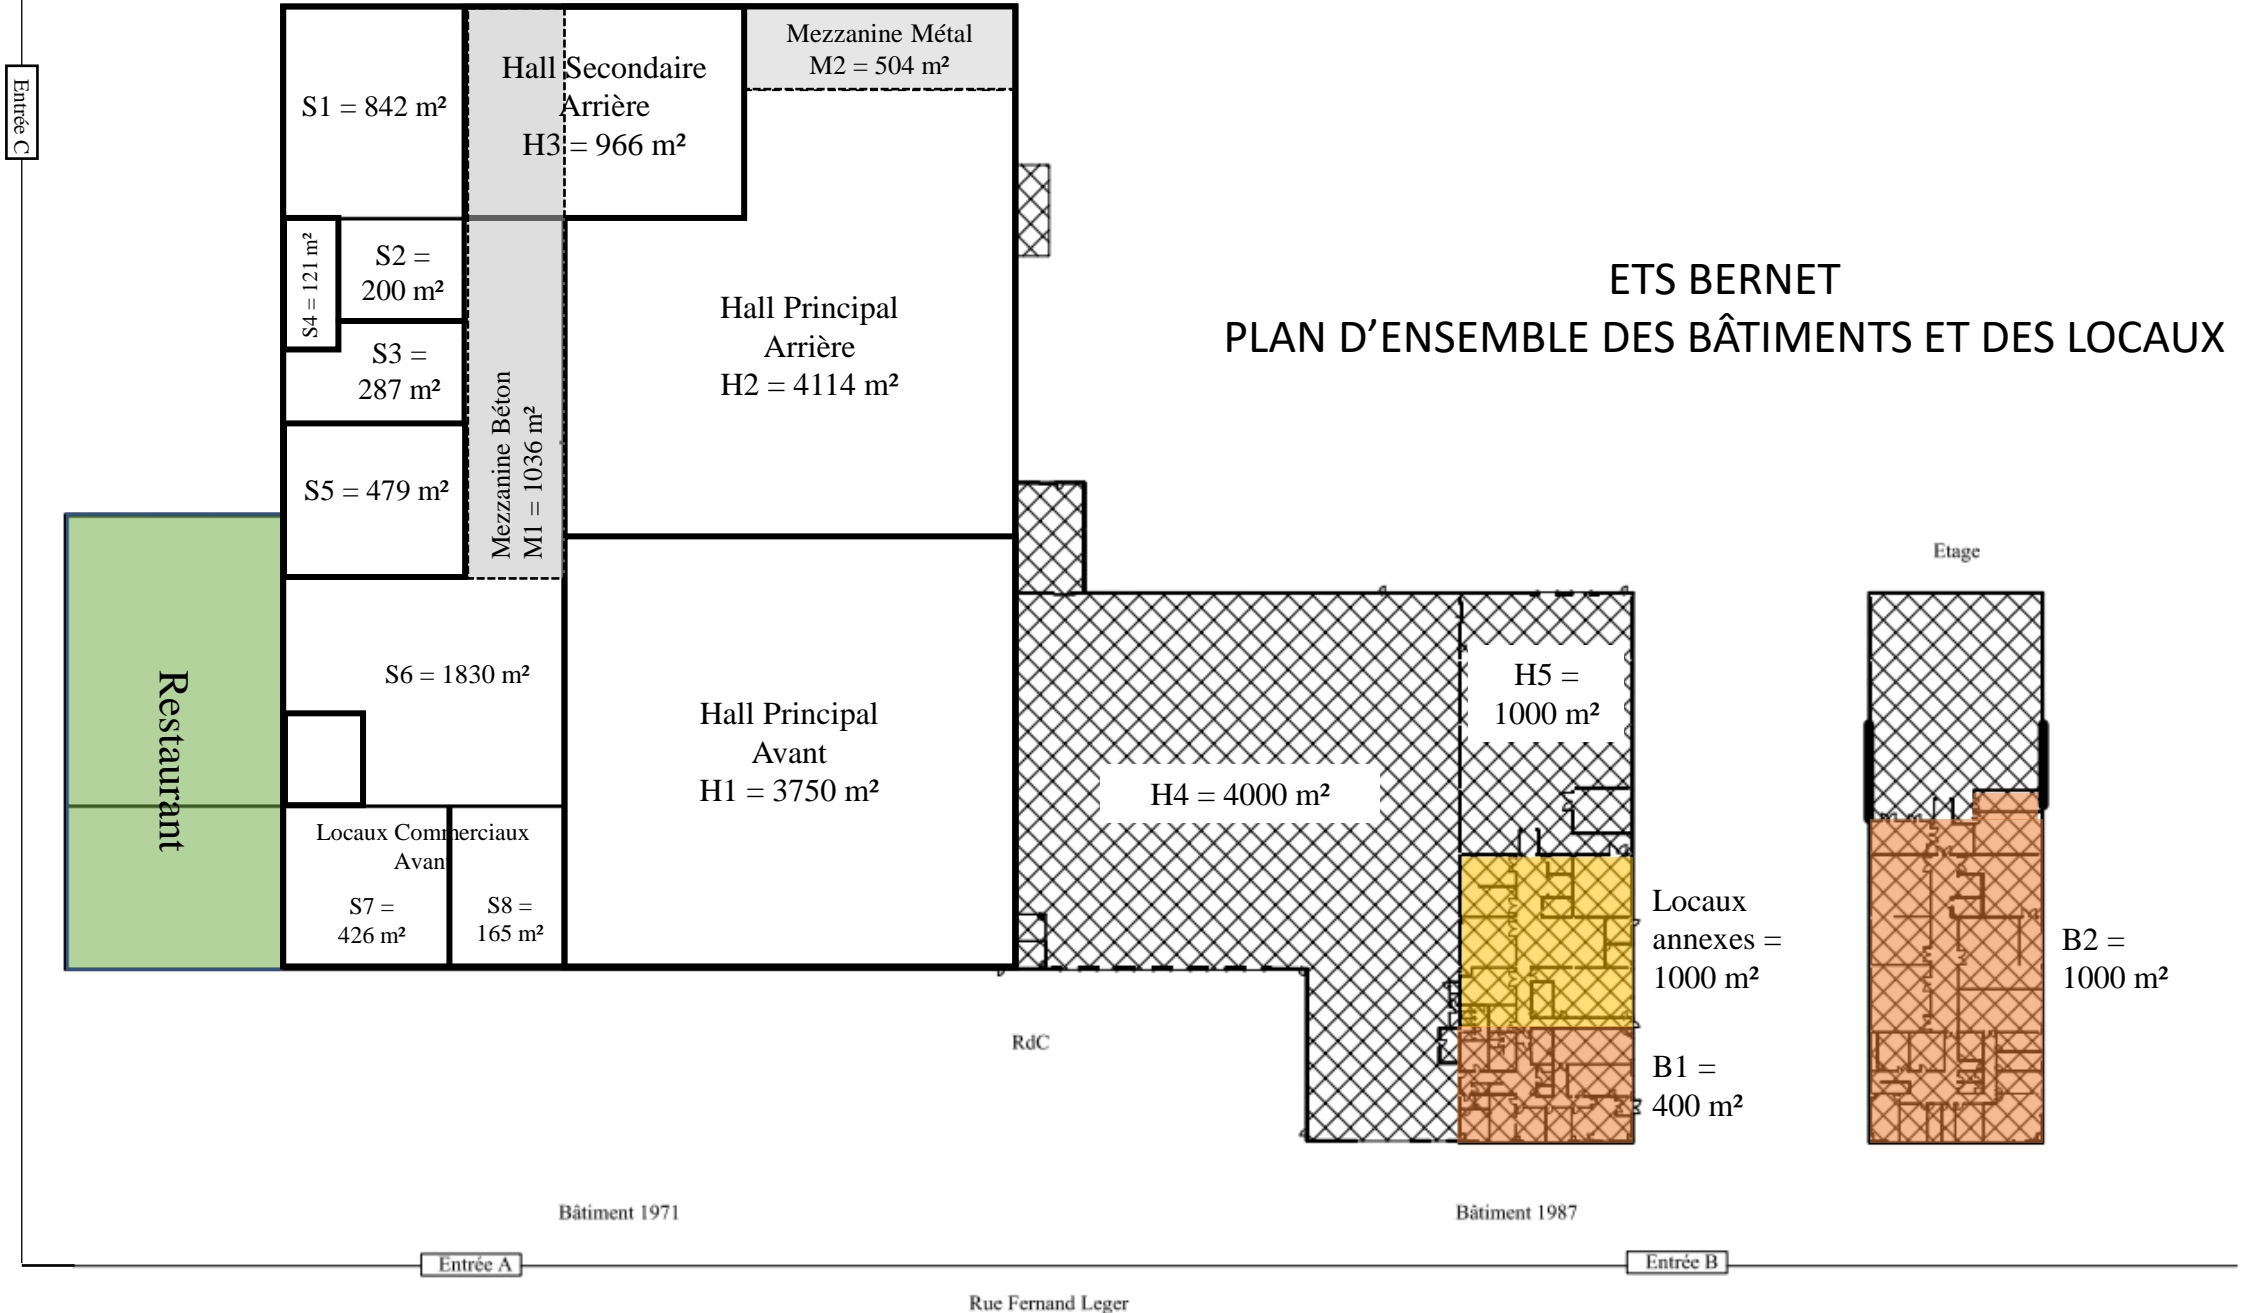 Entrée C
S1 = 842 m²
Hall Secondaire
Arrière
H3 = 966 m²
Mezzanine Métal
M2 = 504 m²
S4 = 121 m²
S2 =
200 m²
S3 =
287 m²
S5 = 479 m²
Mezzanine Béton
M1 = 1036 m²
Hall Principal
Arrière
H2 = 4114 m²
ETS BERNET
PLAN D’ENSEMBLE DES BÂTIMENTS ET DES LOCAUX
Restaurant
S6 = 1830 m²
Locaux Commerciaux
Avant
S7 =
426 m²
S8 =
165 m²
Hall Principal
Avant
H1 = 3750 m²
H4 = 4000 m²
H5 =
1000 m²
Etage
Locaux
annexes =
1000 m²
B1 =
400 m²
B2 =
1000 m²
RdC
Bâtiment 1971
Bâtiment 1987
Entrée A
Entrée B
Rue Fernand Leger